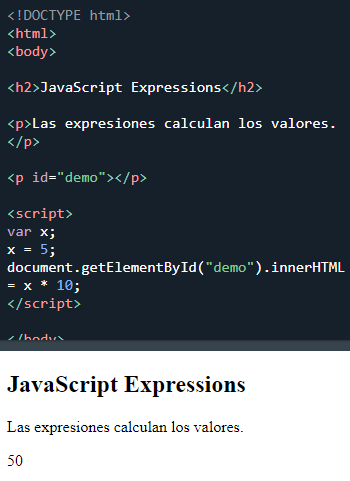 <!DOCTYPE html>
<html>
<body>
<h2>JavaScript Expressions</h2>
<p>Las expresiones calculan los valores.
</p>
<p id="demo"></p>
<script>
var x;
x = 5;
document.getElementById("demo").innerHTML
= x * 10;
</script>
</body>
JavaScript Expressions
Las expresiones calculan los valores.
50